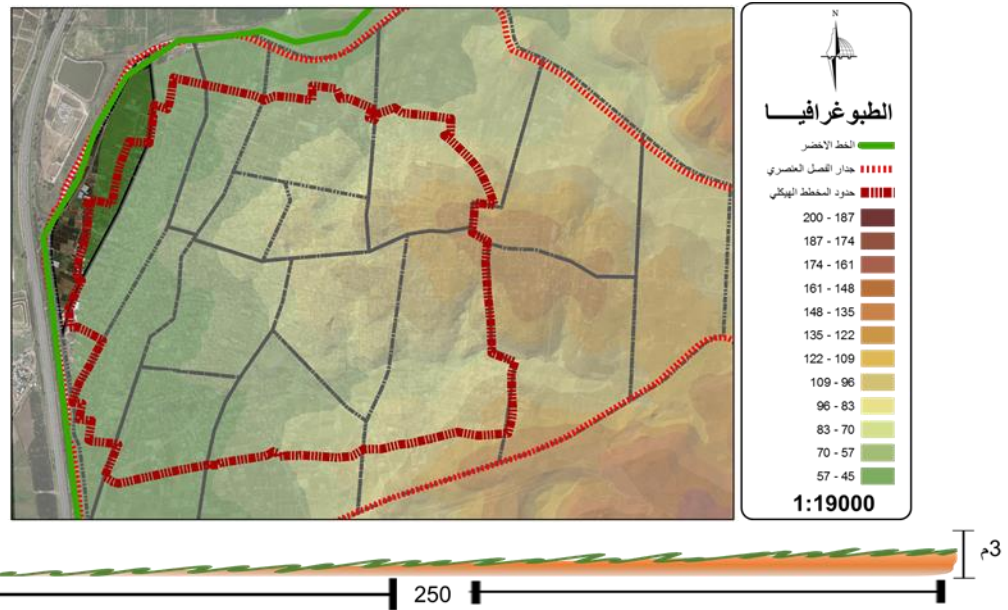 N
الطبوغرافيــــا
الخط الاخضر
جدار الفصل العنصري
حدود المخطط الهيكلي
200 - 187
187 - 174
174 - 161
161 - 148
148 - 135
135 - 122
122 - 109
109 - 96
96 - 83
83 - 70
70 - 57
57 - 45
1:19000
3م
250